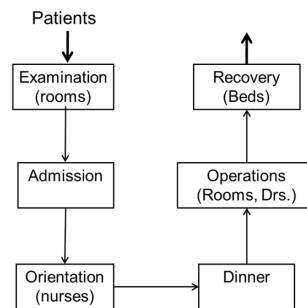 Patients
Examination
(rooms)
Admission
Orientation
(nurses)
Dinner
Operations
(Rooms, Drs.)
Recovery
(Beds)